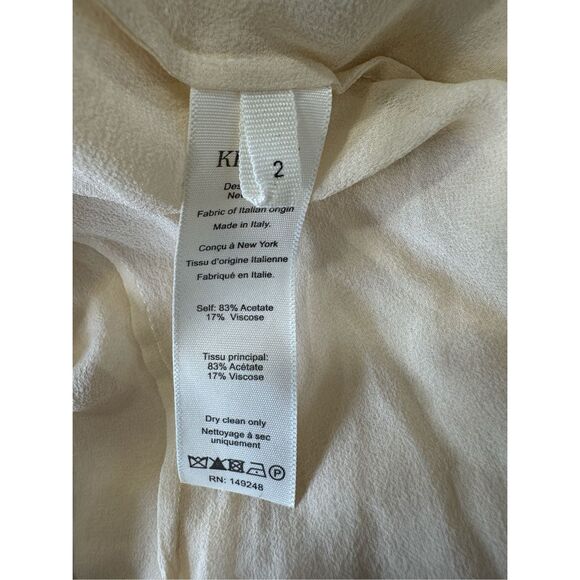 2
Fabric of Italian origin
Made in Italy.
Conçu à New York
Tissu d'origine Italienne
Fabriqué en Italie.
Self: 83% Acetate
17% Viscose
Tissu principal:
83% Acétate
17% Viscose
Dry clean only
Nettoyage à sec
uniquement
P
RN: 149248